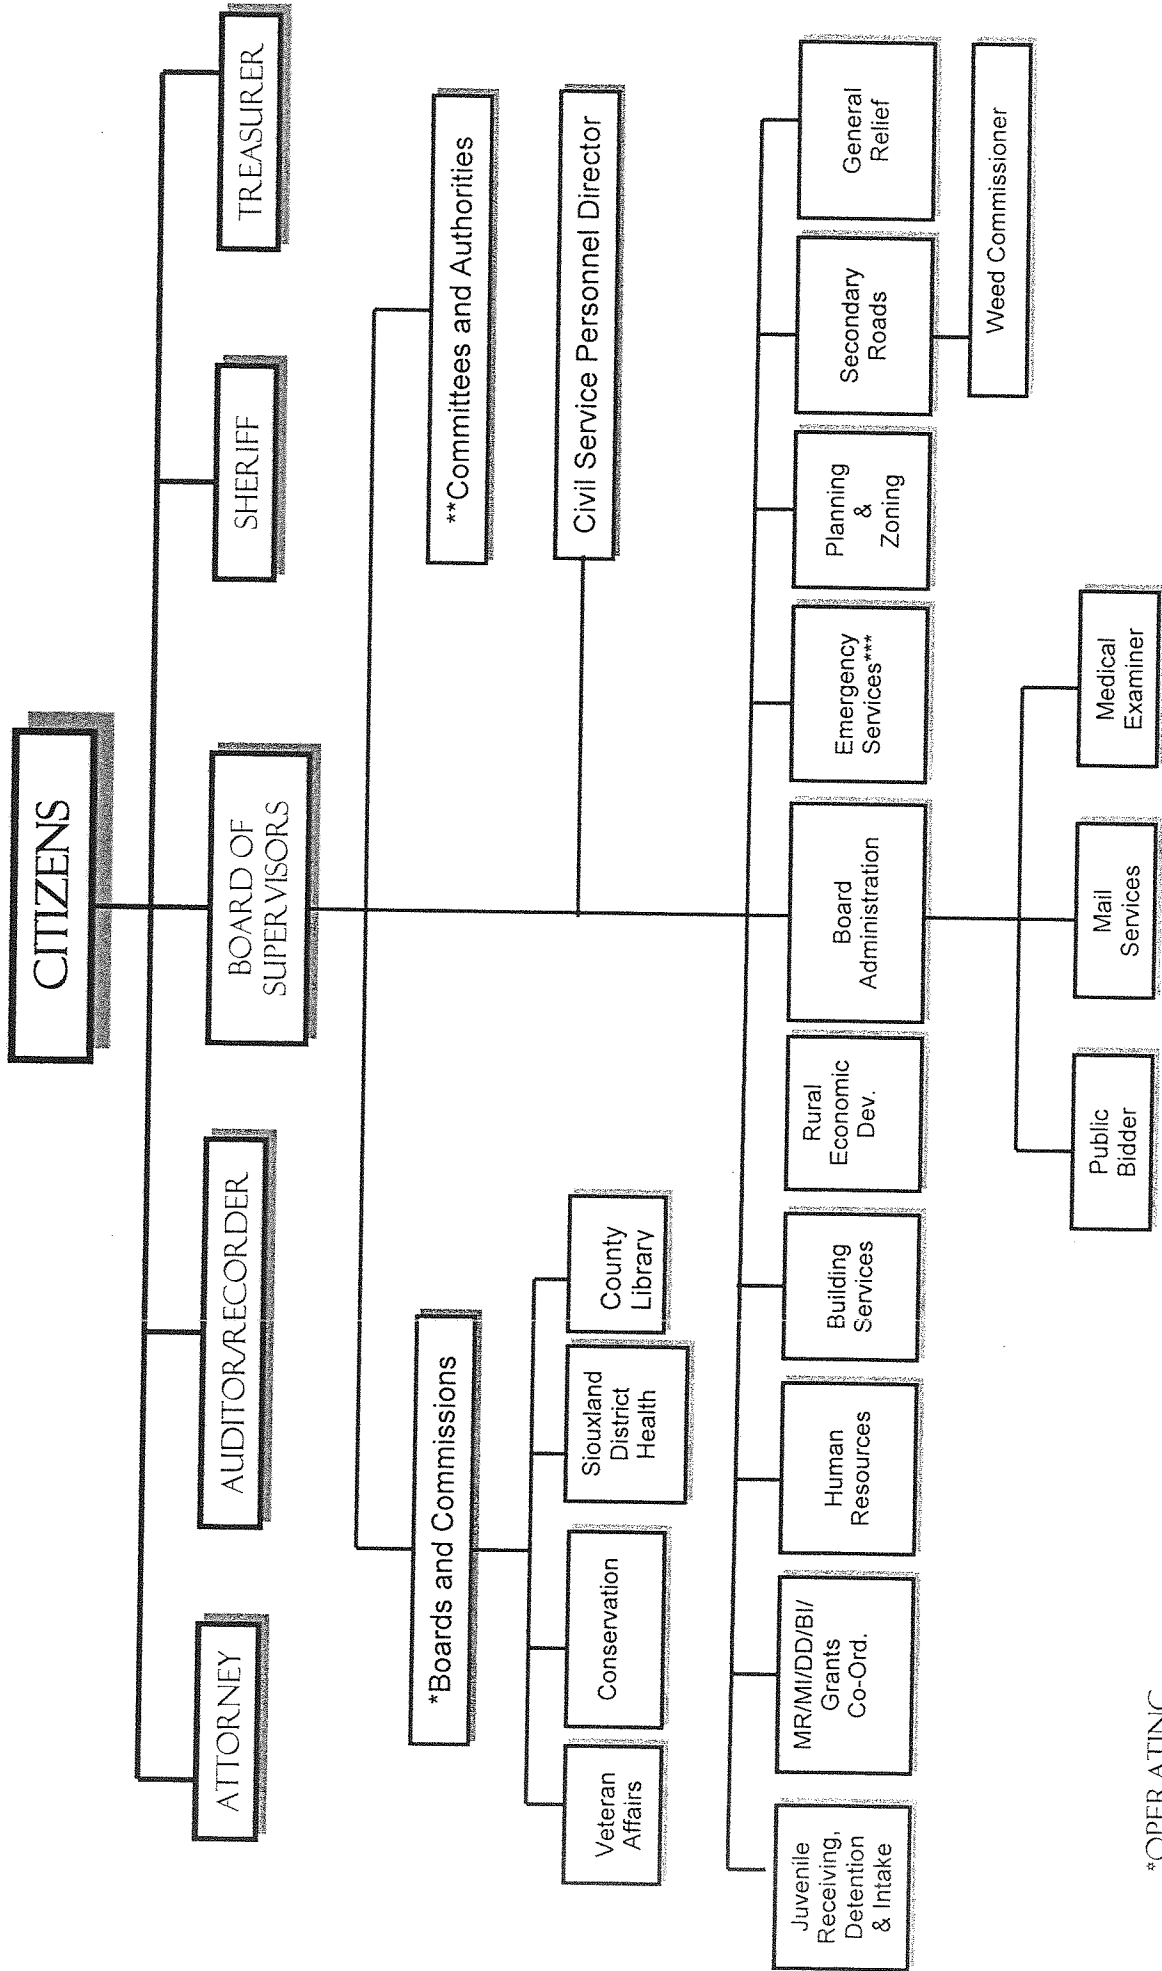 CITIZENS
ATTORNEY
AUDITOR/RECORDER
BOARD OF
SUPERVISORS
SHERIFF
TREASURER
*Boards and Commissions
**Committees and Authorities
Veteran
Affairs
Conservation
Siouxland
District
Health
County
Library
Civil Service Personnel Director
Juvenile
Receiving,
Detention
& Intake
MR/MI/DD/BI/
Grants
Co-Ord.
Human
Resources
Building
Services
Rural
Economic
Dev.
Board
Administration
Emergency
Services***
Planning
&
Zoning
Secondary
Roads
General
Relief
Weed Commissioner
Public
Bidder
Mail
Services
Medical
Examiner
*OPERATING